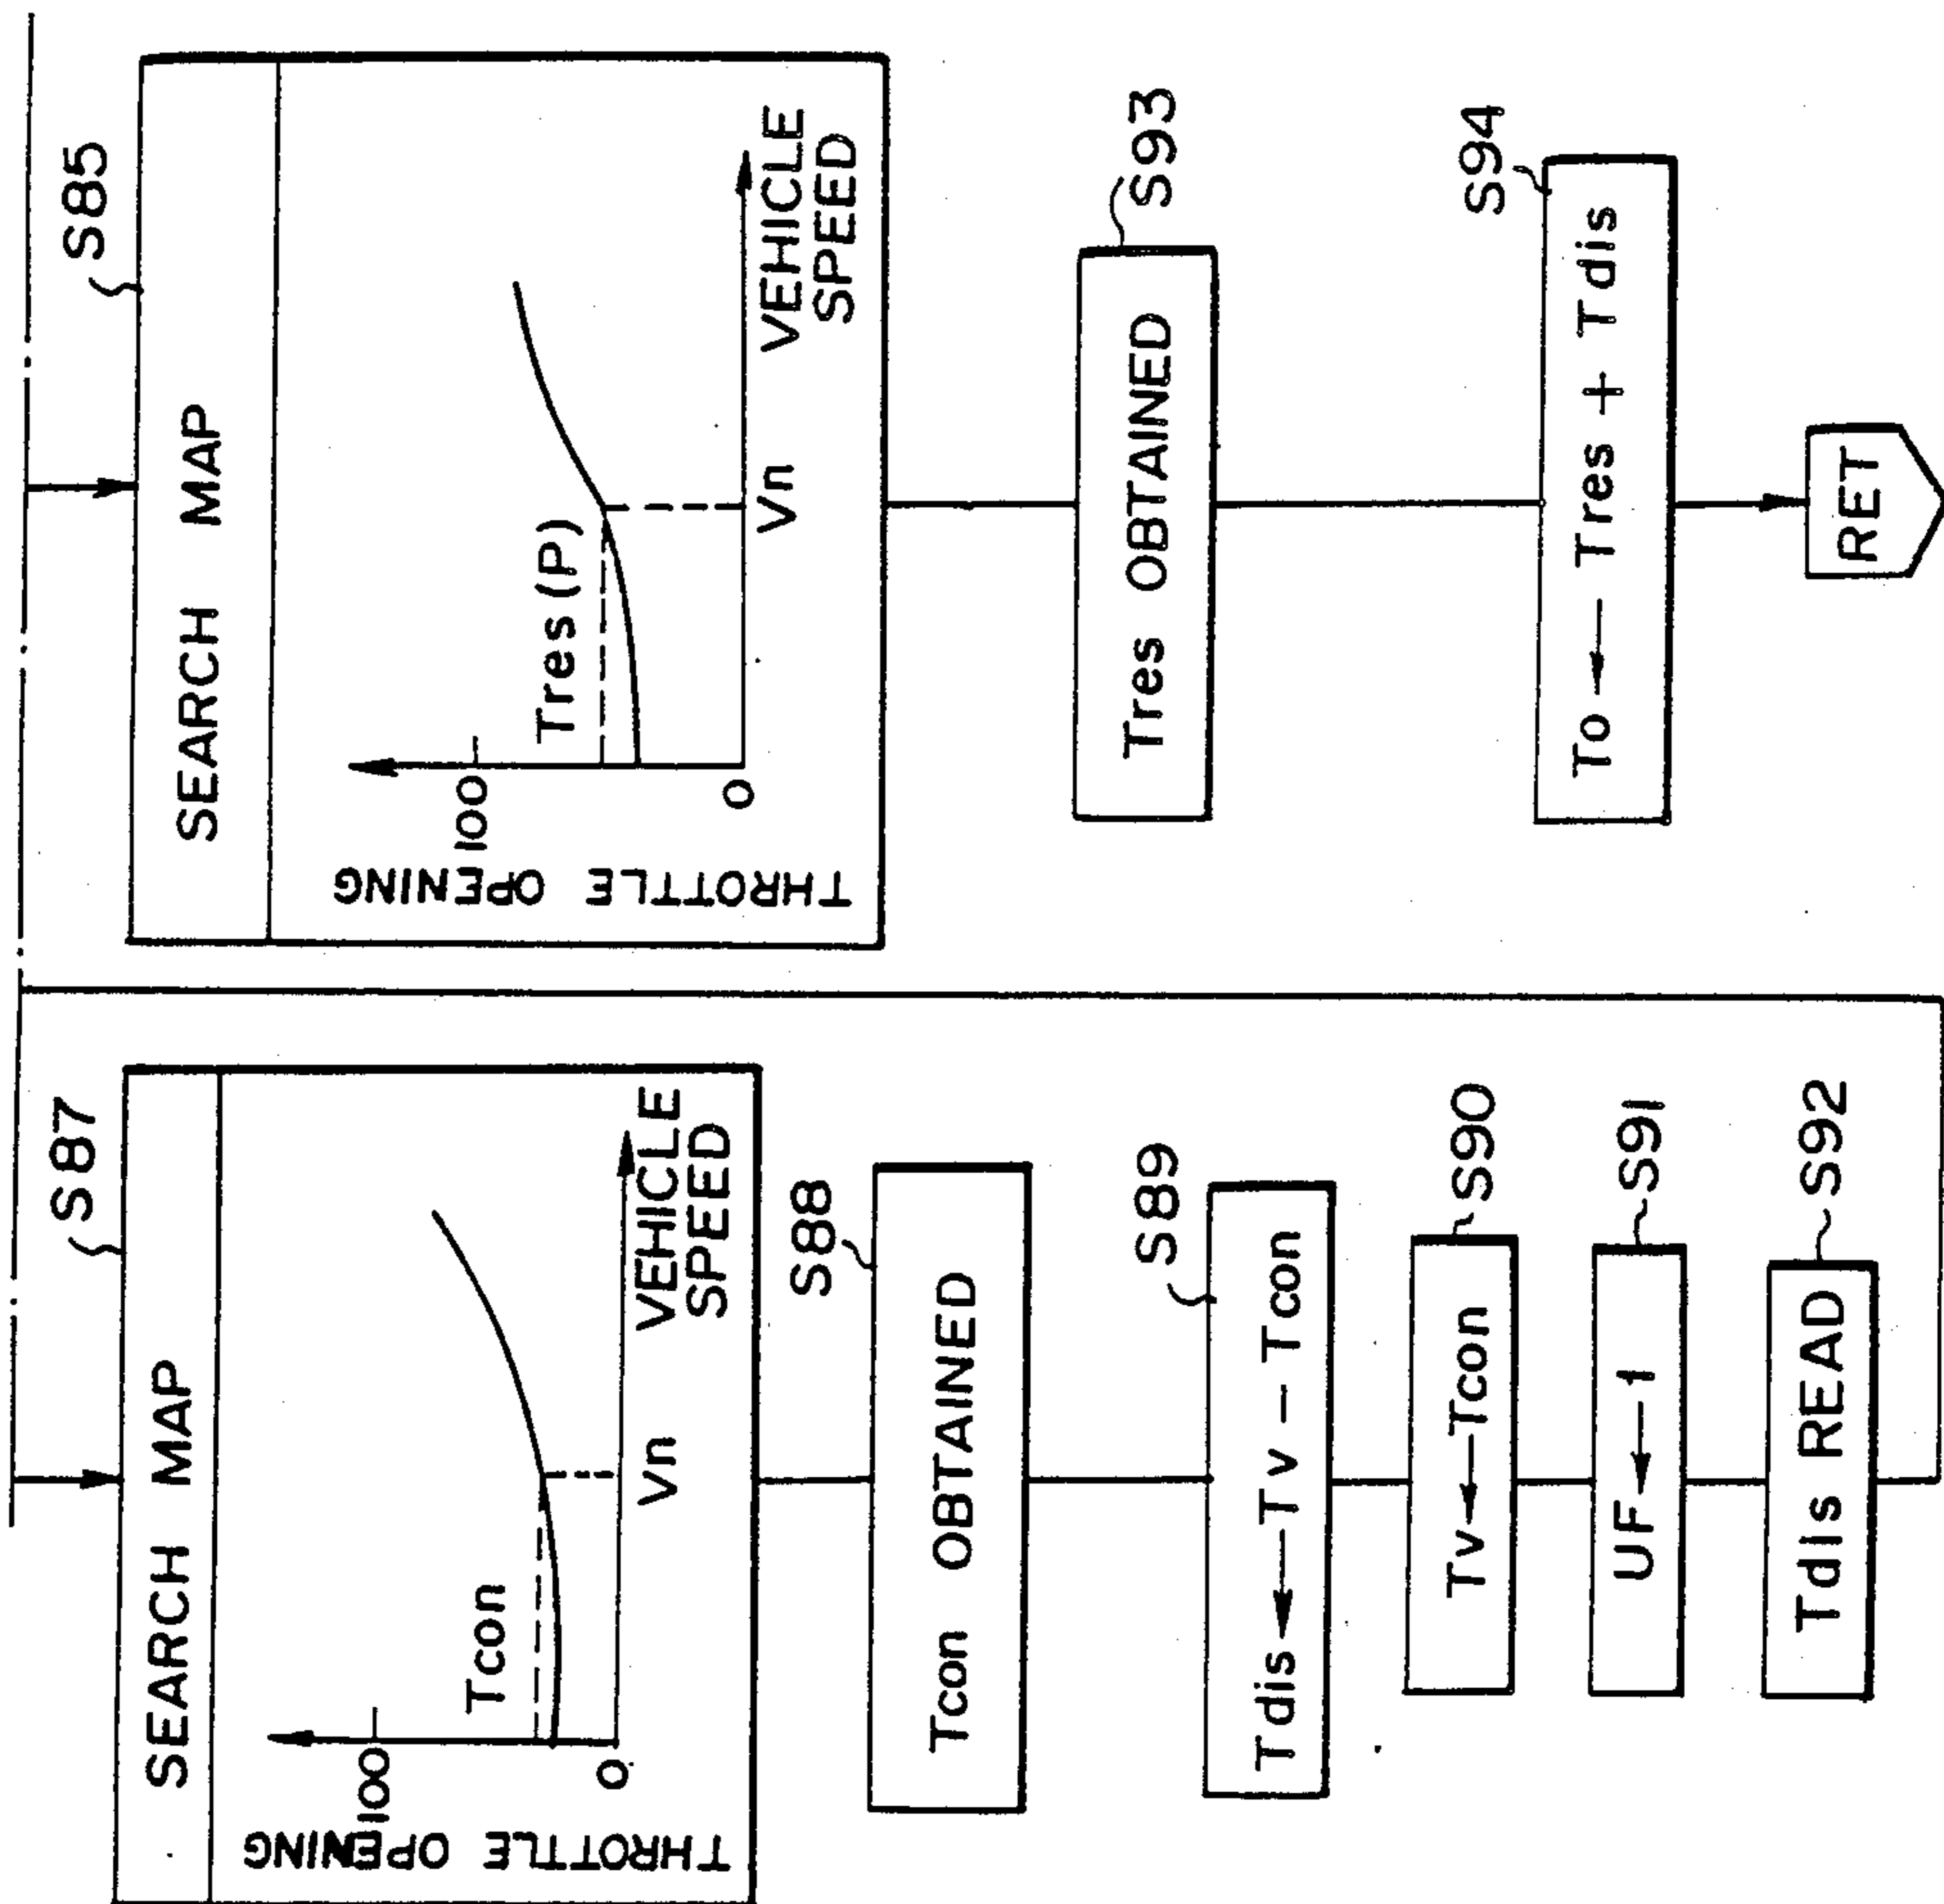 S87
SEARCH MAP
THROTTLE OPENING
100
0
Tcon
Vn
VEHICLE
SPEED
S88
Tcon OBTAINED
S89
Tdis ← Tv - Tcon
Tv ← Tcon
S90
UF ← 1
S91
Tdis READ
S92
S85
SEARCH MAP
THROTTLE OPENING
100
0
Tres (P)
Vn
VEHICLE
SPEED
Tres OBTAINED
S93
S94
To ← Tres + Tdis
RET